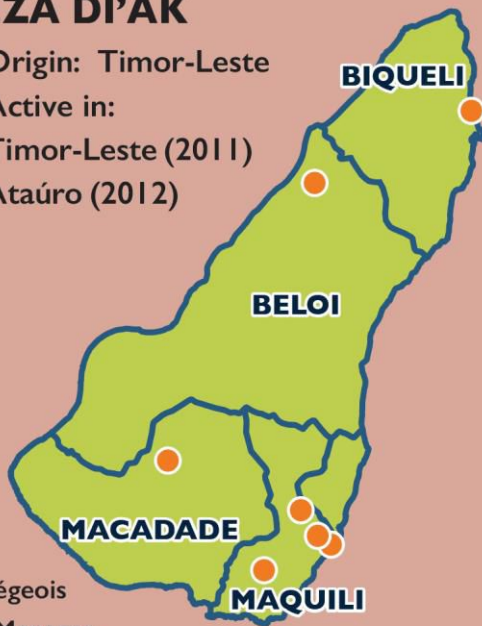 ZA DI’AK
Origin: Timor-Leste
Active in:
Timor-Leste (2011)
Ataúro (2012)
BIQUELI
BELOI
MACADADE
MAQUILI
égeois